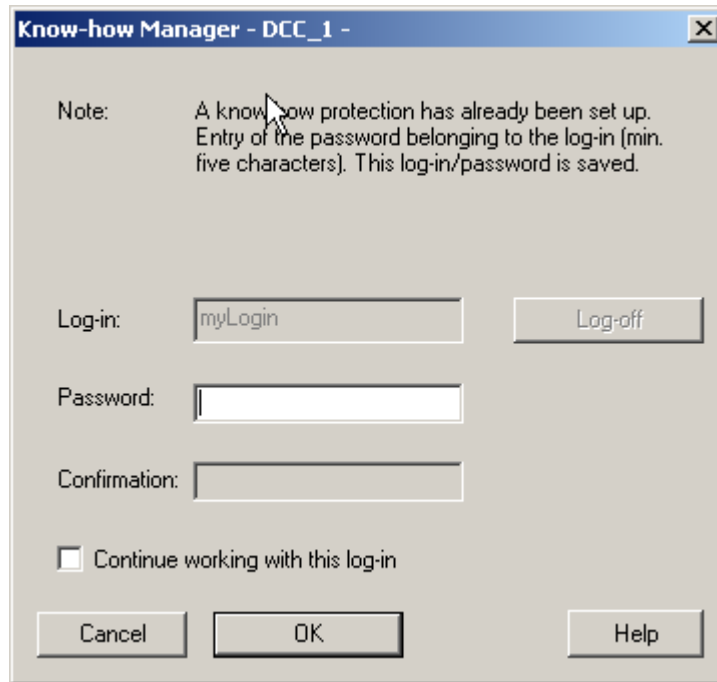 Know-how Manager - DCC_1 -
Note: A know-how protection has already been set up.
Entry of the password belonging to the log-in (min.
five characters). This log-in/password is saved.
Log-in: myLogin Log-off
Password:
Confirmation:
Continue working with this log-in
Cancel OK Help